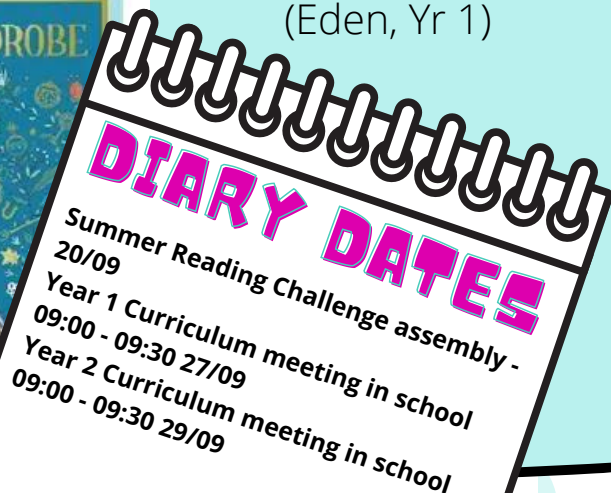 (Eden, Yr 1)
DROBE
DIARY DATES
Summer Reading Challenge assembly -
20/09
Year 1 Curriculum meeting in school
09:00 - 09:30 27/09
Year 2 Curriculum meeting in school
09:00 - 09:30 29/09